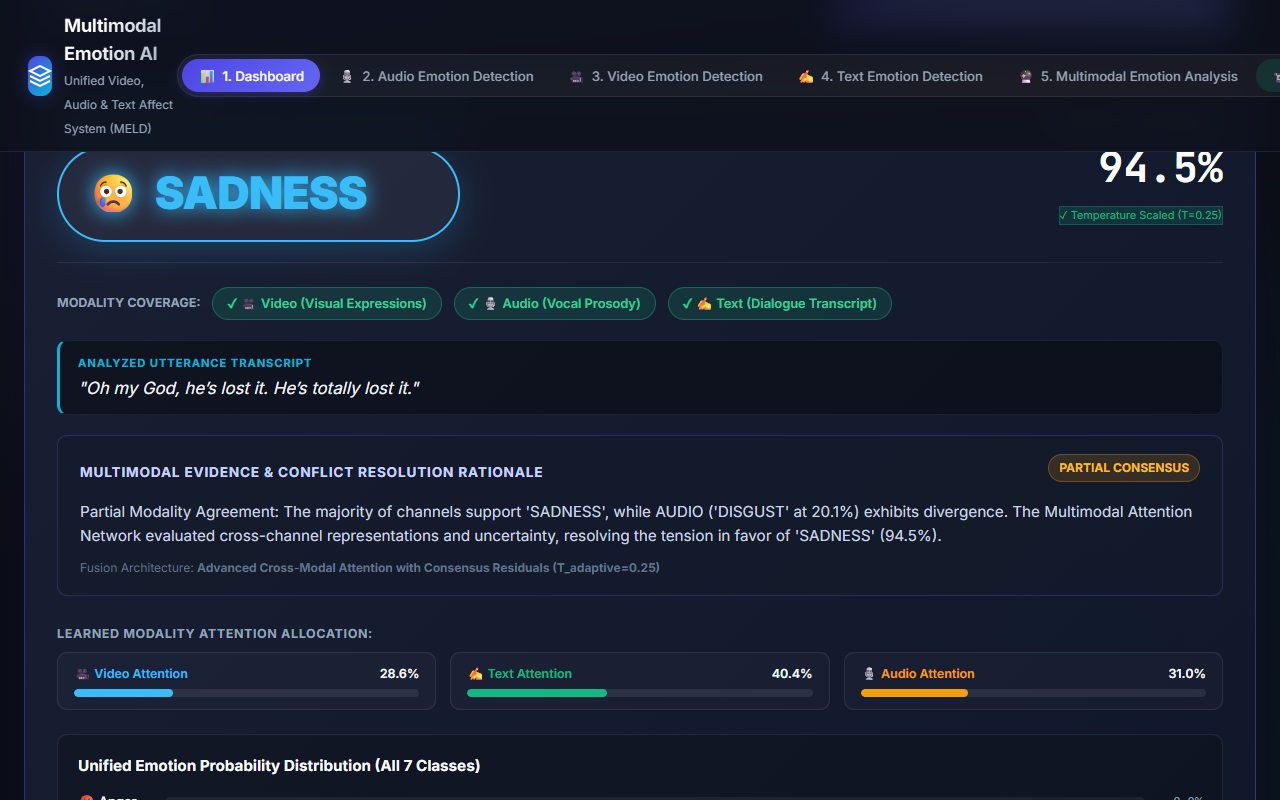 Multimodal
Emotion AI
Unified Video,
Audio & Text Affect
System (MELD)
1. Dashboard
2. Audio Emotion Detection
3. Video Emotion Detection
4. Text Emotion Detection
5. Multimodal Emotion Analysis
SADNESS
94.5%
✓ Temperature Scaled (T=0.25)
MODALITY COVERAGE:
✓ Video (Visual Expressions)
✓ Audio (Vocal Prosody)
✓ Text (Dialogue Transcript)
ANALYZED UTTERANCE TRANSCRIPT
"Oh my God, he's lost it. He's totally lost it."
MULTIMODAL EVIDENCE & CONFLICT RESOLUTION RATIONALE
PARTIAL CONSENSUS
Partial Modality Agreement: The majority of channels support 'SADNESS', while AUDIO ('DISGUST' at 20.1%) exhibits divergence. The Multimodal Attention
Network evaluated cross-channel representations and uncertainty, resolving the tension in favor of 'SADNESS' (94.5%).
Fusion Architecture: Advanced Cross-Modal Attention with Consensus Residuals (T_adaptive=0.25)
LEARNED MODALITY ATTENTION ALLOCATION:
Video Attention
28.6%
Text Attention
40.4%
Audio Attention
31.0%
Unified Emotion Probability Distribution (All 7 Classes)
Anger